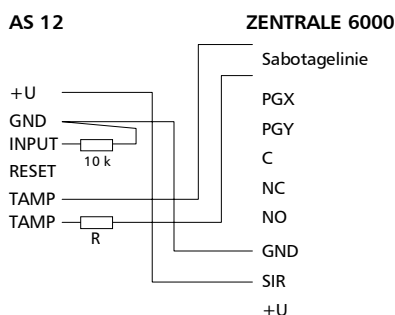 AS 12
ZENTRALE 6000
+U
GND
INPUT
10 k
RESET
TAMP
TAMP
R
Sabotagelinie
PGX
PGY
C
NC
NO
GND
SIR
+U